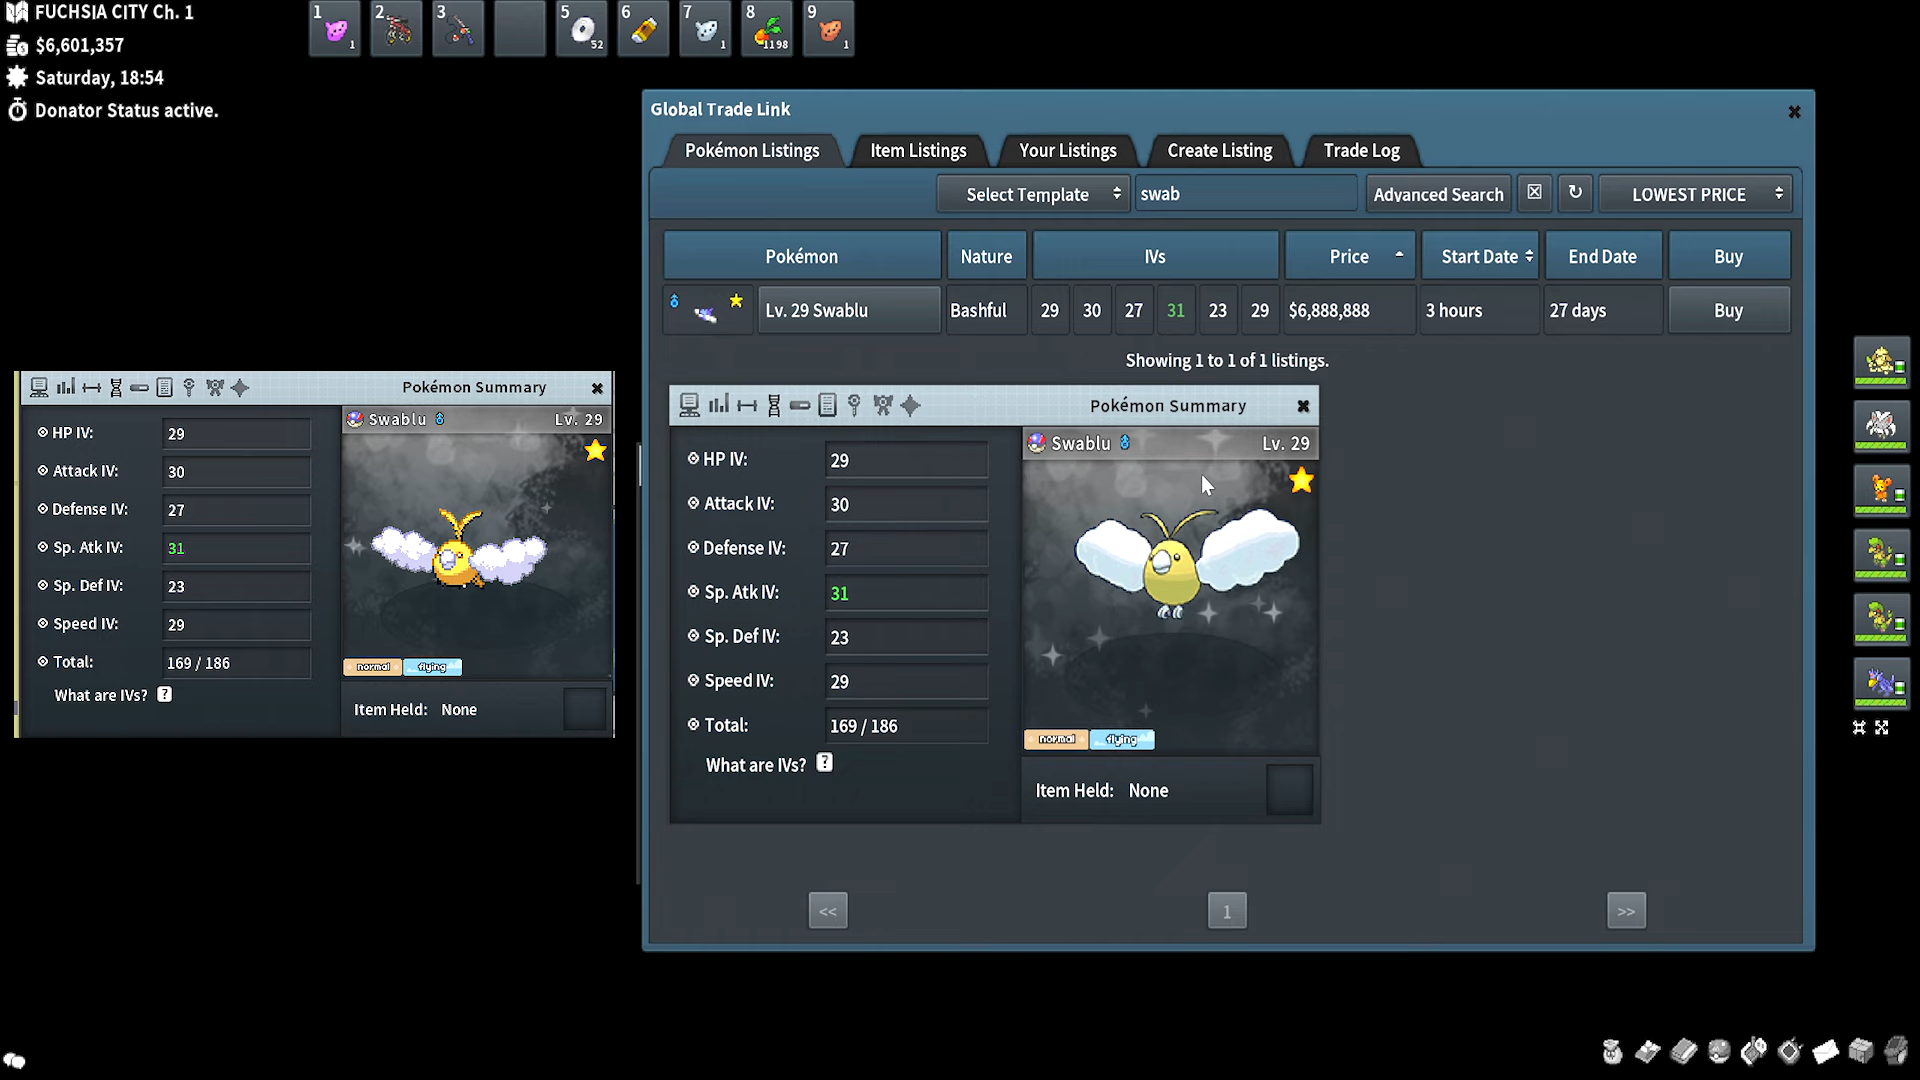 FUCHSIA CITY Ch. 1
$6,601,357
Saturday, 18:54
Donator Status active.
1 1
2
3
5 52
6
7 1
8 1198
9 1
Global Trade Link
Pokémon Listings Item Listings Your Listings Create Listing Trade Log
Select Template swab Advanced Search LOWEST PRICE
Pokémon Nature IVs Price Start Date End Date Buy
Lv. 29 Swablu Bashful 29 30 27 31 23 29 $6,888,888 3 hours 27 days Buy
Showing 1 to 1 of 1 listings.
Pokémon Summary
Swablu Lv. 29
HP IV: 29
Attack IV: 30
Defense IV: 27
Sp. Atk IV: 31
Sp. Def IV: 23
Speed IV: 29
Total: 169 / 186
What are IVs? ?
normal flying
Item Held: None
Pokémon Summary
Swablu Lv. 29
HP IV: 29
Attack IV: 30
Defense IV: 27
Sp. Atk IV: 31
Sp. Def IV: 23
Speed IV: 29
Total: 169 / 186
What are IVs? ?
normal flying
Item Held: None
<< 1 >>